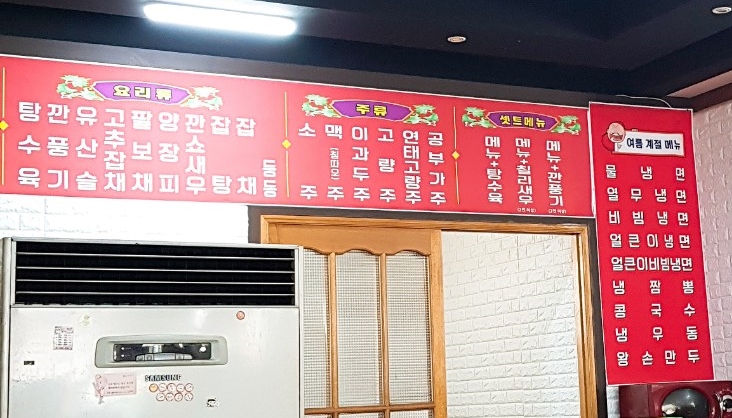 요리류
탕수육
깐풍기
유산슬
고추잡채
팔보채
양장피
깐쇼새우
잡탕
잡채 등등
주류
소주
맥주
이과두주
고량주
연태고량주
공부가주
셋트메뉴
메뉴+탕수육
메뉴+칠리새우
메뉴+깐풍기
여름 계절 메뉴
물냉면
열무냉면
비빔냉면
얼큰이냉면
얼큰이비빔냉면
냉짬뽕
콩국수
냉우동
왕손만두
SAMSUNG